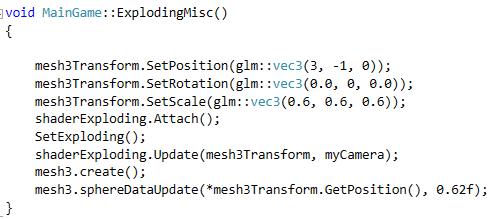 void MainGame::ExplodingMisc()
{
mesh3Transform.SetPosition(glm::vec3(3, -1, 0));
mesh3Transform.SetRotation(glm::vec3(0.0, 0, 0.0));
mesh3Transform.SetScale(glm::vec3(0.6, 0.6, 0.6));
shaderExploding.Attach();
SetExploding();
shaderExploding.Update(mesh3Transform, myCamera);
mesh3.create();
mesh3.sphereDataUpdate(*mesh3Transform.GetPosition(), 0.62f);
}